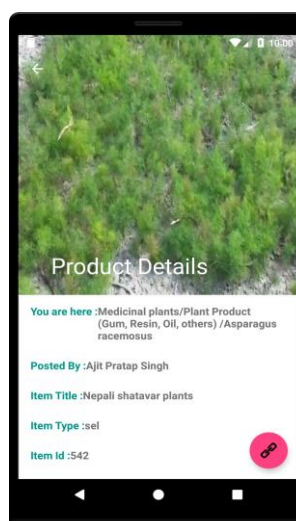 10:00
Product Details
You are here :Medicinal plants/Plant Product
(Gum, Resin, Oil, others) /Asparagus
racemosus
Posted By :Ajit Pratap Singh
Item Title :Nepali shatavar plants
Item Type :sel
Item Id :542